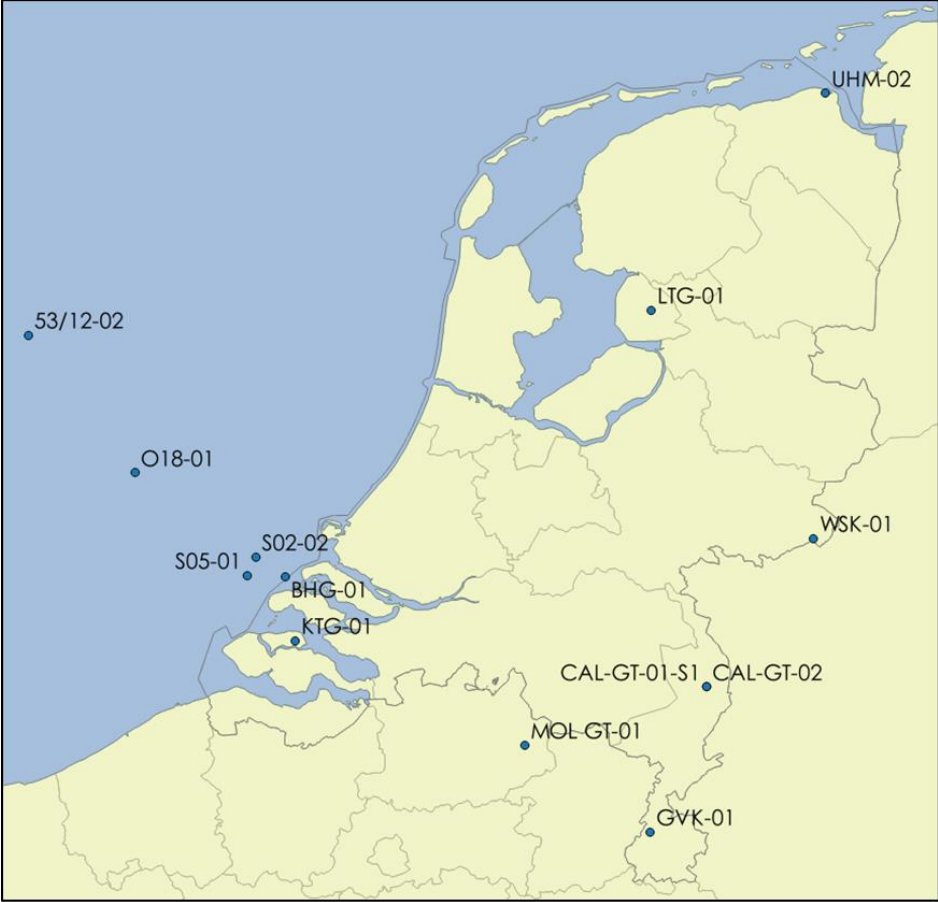 UHM-02
LTG-01
53/12-02
O18-01
WSK-01
S02-02
S05-01
BHG-01
KTG-01
CAL-GT-01-S1 CAL-GT-02
MOL GT-01
GVK-01